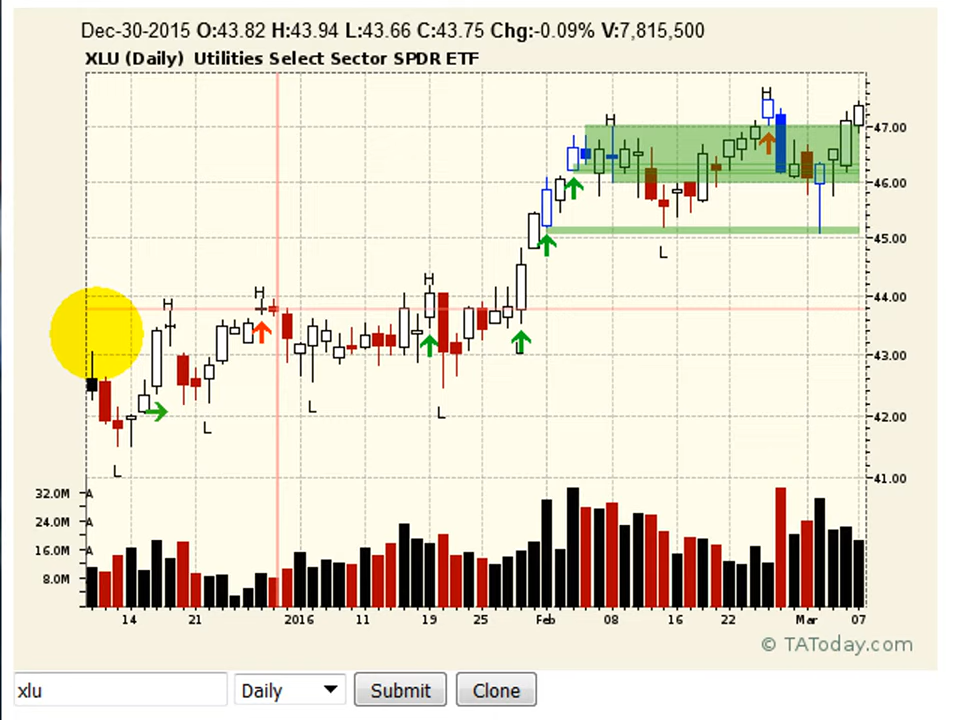 Dec-30-2015 O:43.82 H:43.94 L:43.66 C:43.75 Chg:-0.09% V:7,815,500
XLU (Daily) Utilities Select Sector SPDR ETF
H
47.00
H
46.00
45.00
L
H
H
H
44.00
43.00
L
42.00
L
L
L
L
41.00
32.0M A
24.0M A
16.0M A
8.0M
14 21 2016 11 19 25 Feb 08 16 22 Mar 07
© TAToday.com
xlu Daily Submit Clone